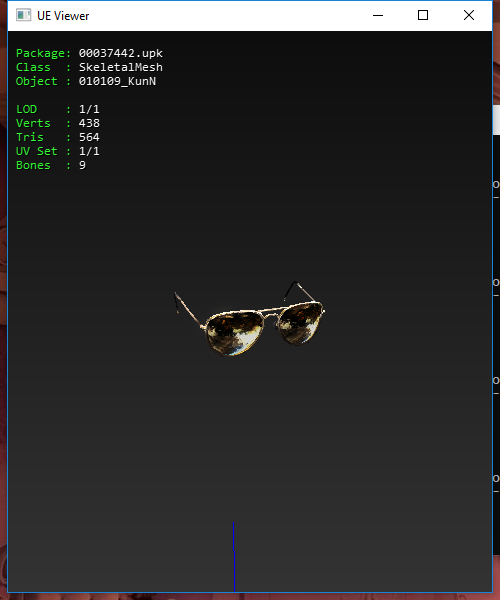 UE Viewer
Package: 00037442.upk
Class : SkeletalMesh
Object : 010109_KunN
LOD : 1/1
Verts : 438
Tris : 564
UV Set : 1/1
Bones : 9